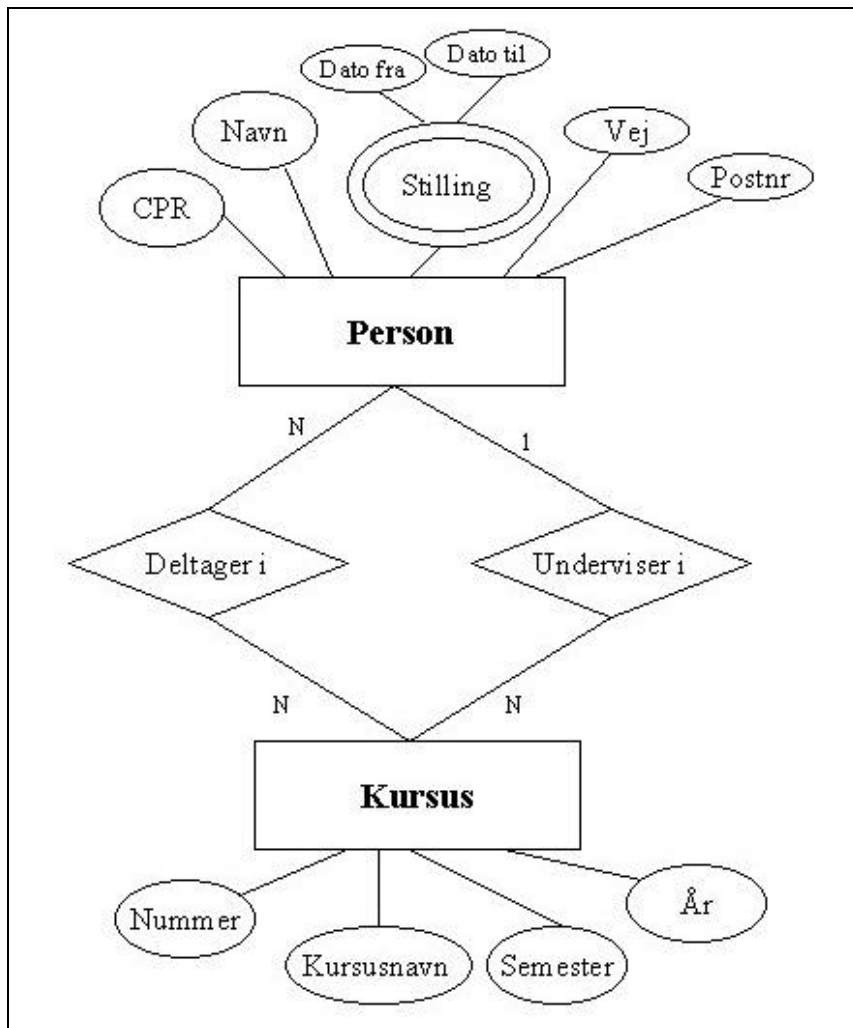 Dato fra
Dato til
Navn
Vej
CPR
Stilling
Postnr
Person
N
1
Deltager i
Underviser i
N
N
Kursus
Nummer
Kursusnavn
Semester
År